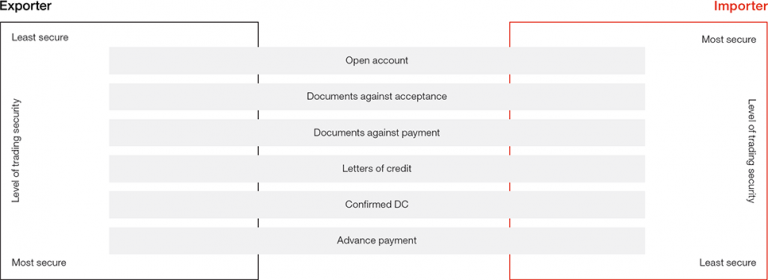 Exporter
Importer
Least secure
Most secure
Open account
Documents against acceptance
Documents against payment
Letters of credit
Confirmed DC
Advance payment
Level of trading security
Level of trading security
Most secure
Least secure